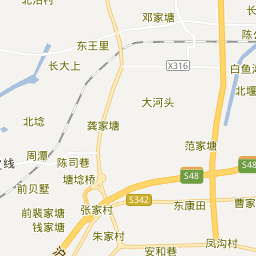 北治村
邓家塘
东王里
陈
长大上
X316
白鱼
大河头
北堰
北埝
龚家塘
范家塘
周潭
线
陈司巷
塘埝桥
S48
S48
前贝墅
S342
曹家
前裴家塘
张家村
东康田
钱家塘
朱家村
沪
安和巷
凤沟村